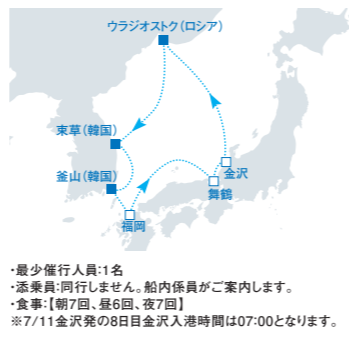 ウラジオストク（ロシア）
束草（韓国）
釜山（韓国）
金沢
舞鶴
福岡
・最少催行人員：1名
・添乗員：同行しません。船内係員がご案内します。
・食事：【朝7回、昼6回、夜7回】
※7/11金沢発の8日目金沢入港時間は07:00となります。